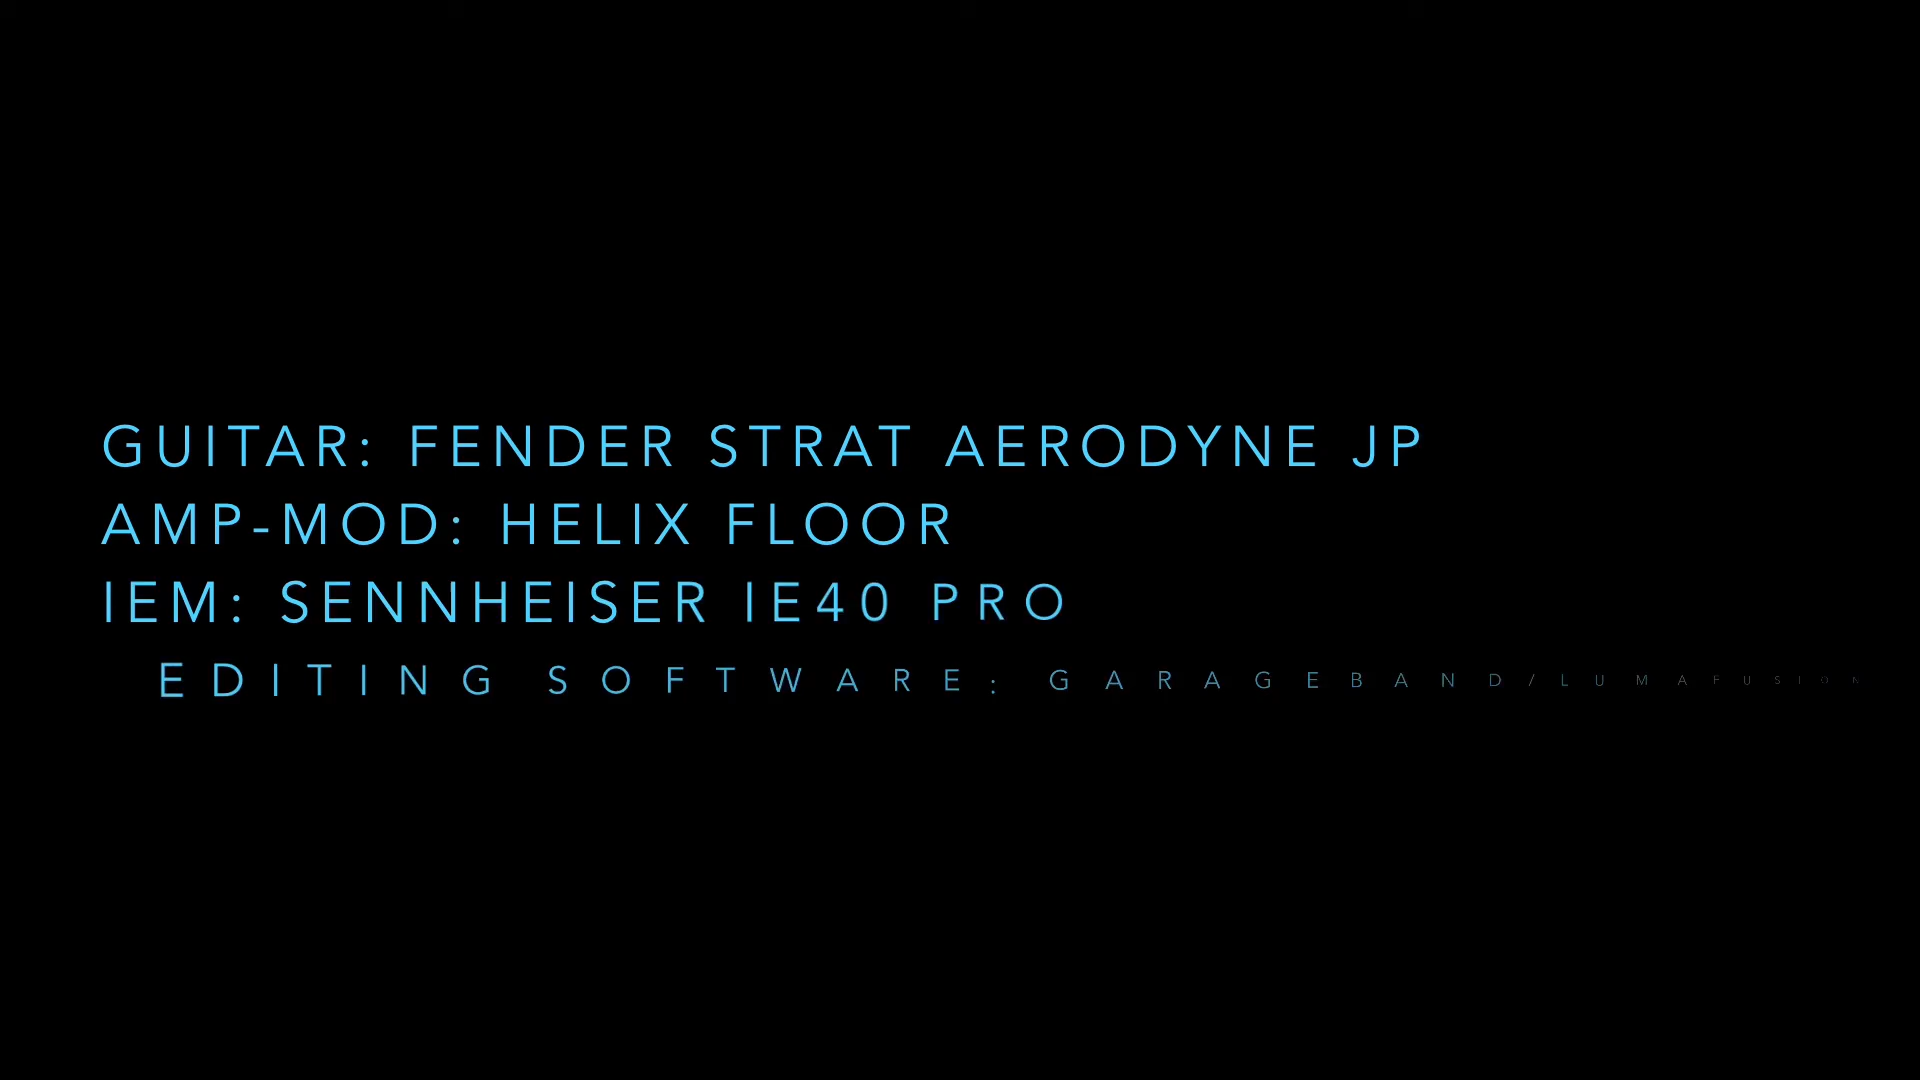 GUITAR: FENDER STRAT AERODYNE JP
AMP-MOD: HELIX FLOOR
IEM: SENNHEISER IE40 PRO
EDITING SOFTWARE: GARAGEBAND/LUMAFUSION